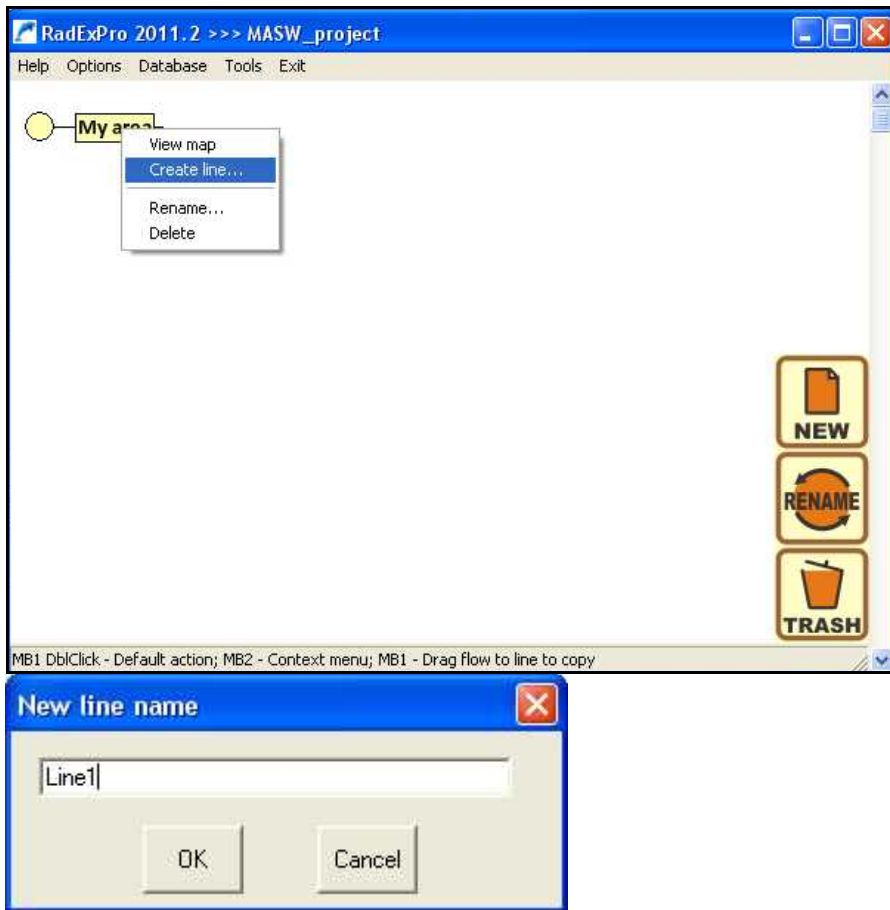 RadExPro 2011.2 >>> MASW_project
Help Options Database Tools Exit
My area
View map
Create line...
Rename...
Delete
NEW
RENAME
TRASH
MB1 DblClick - Default action; MB2 - Context menu; MB1 - Drag flow to line to copy
New line name
Line1
OK Cancel